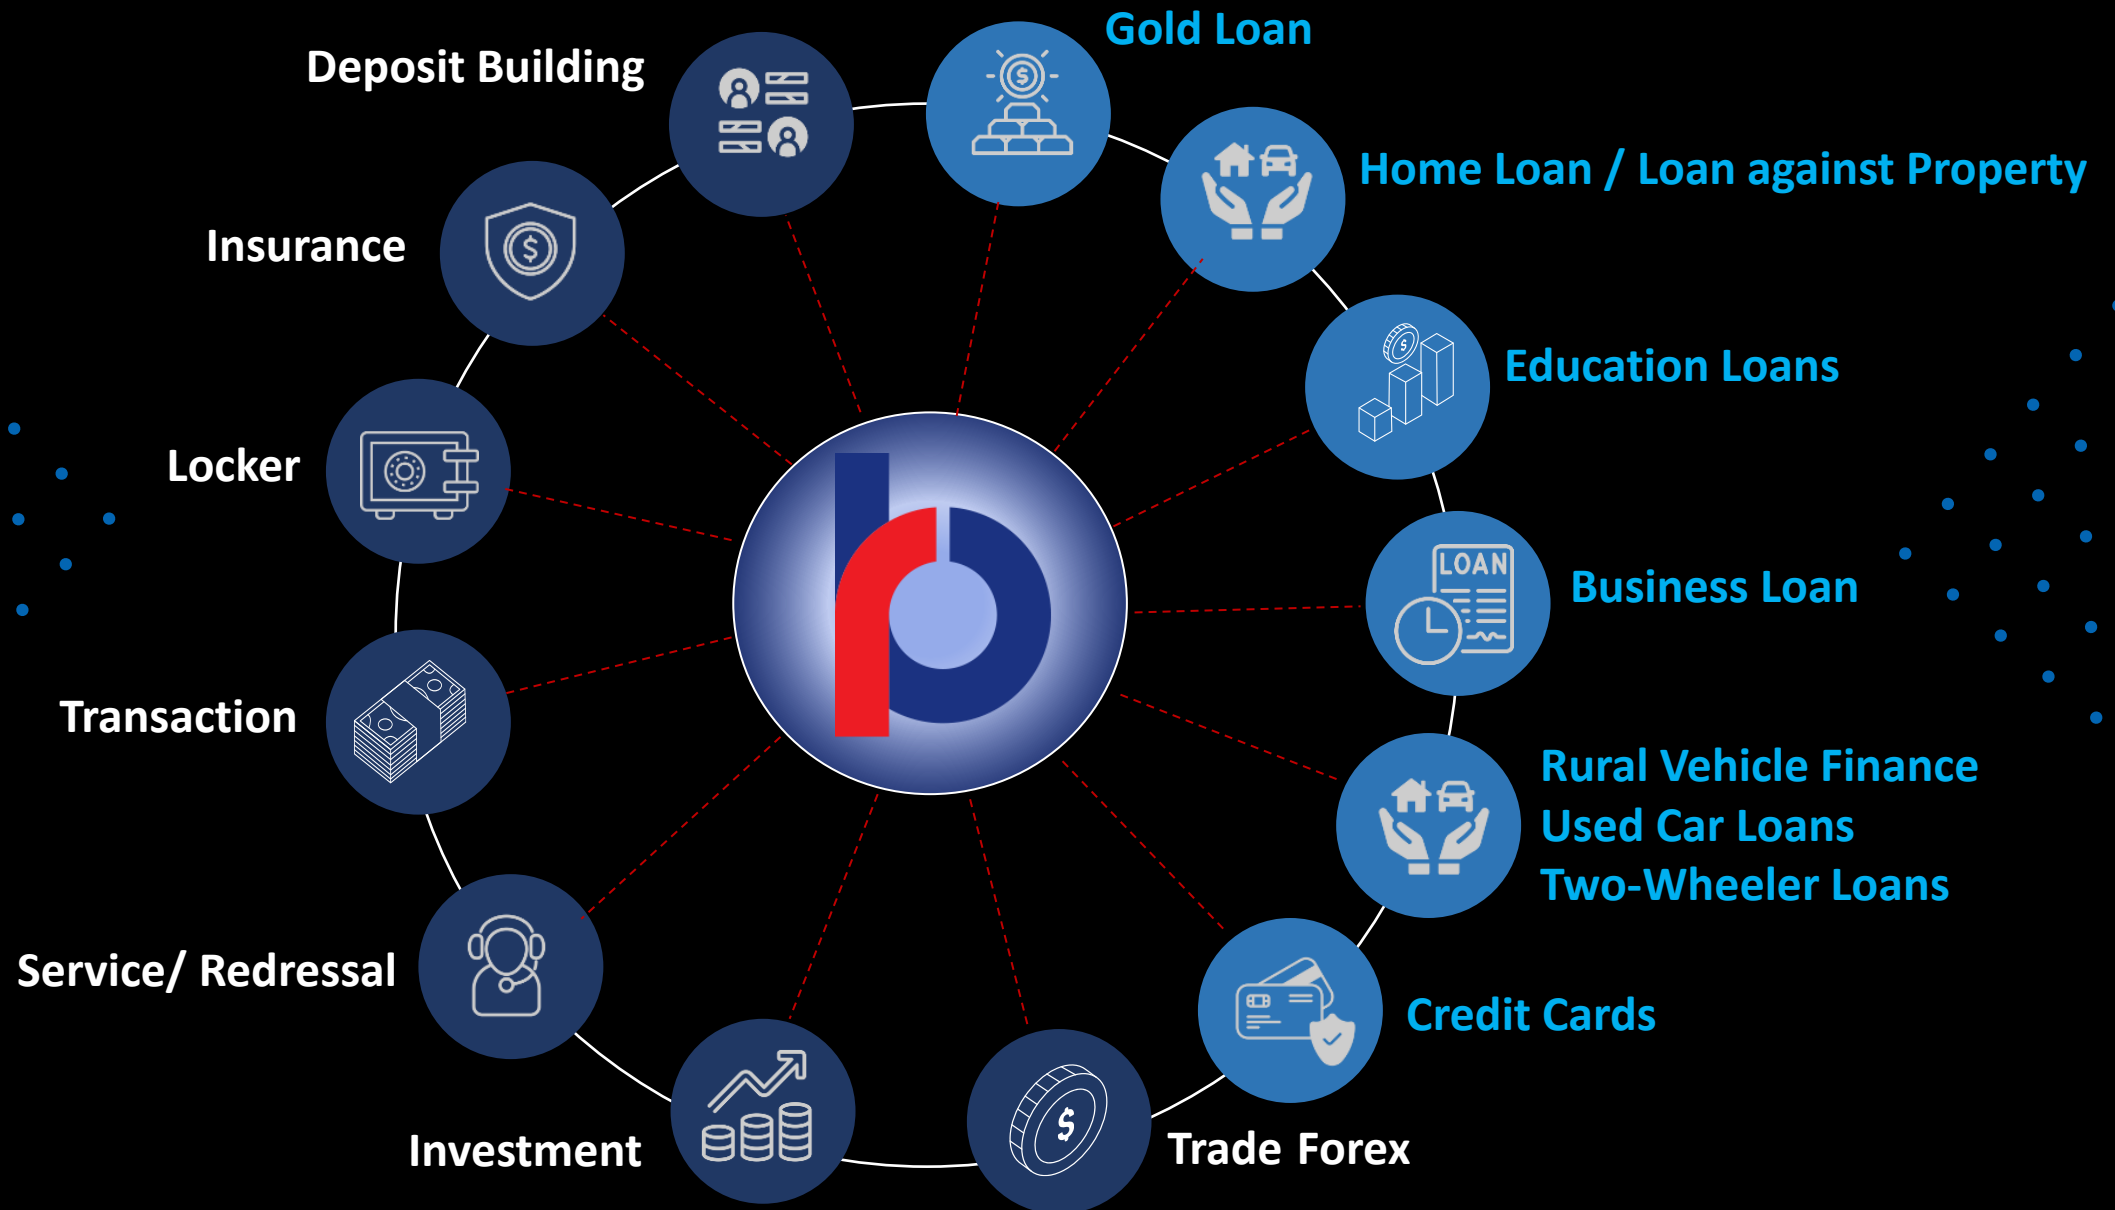 Gold Loan
Deposit Building
Home Loan / Loan against Property
Insurance
Education Loans
Locker
LOAN
Business Loan
Transaction
Rural Vehicle Finance
Used Car Loans
Two-Wheeler Loans
Service/ Redressal
Credit Cards
Investment
Trade Forex
$
$
$
$